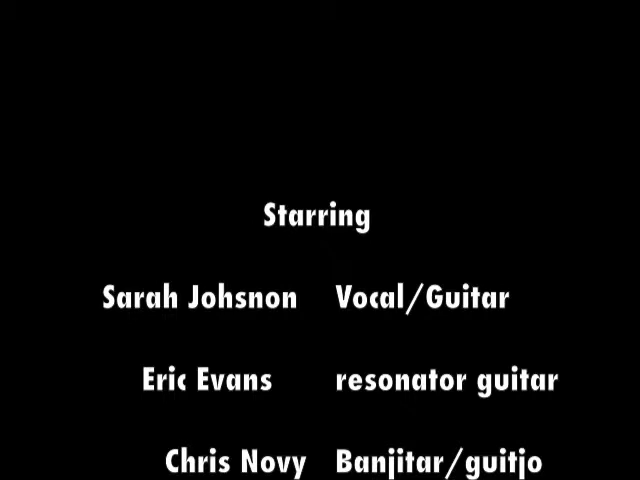 Starring
Sarah Johsnon Vocal/Guitar
Eric Evans resonator guitar
Chris Novy Banjitar/guitjo